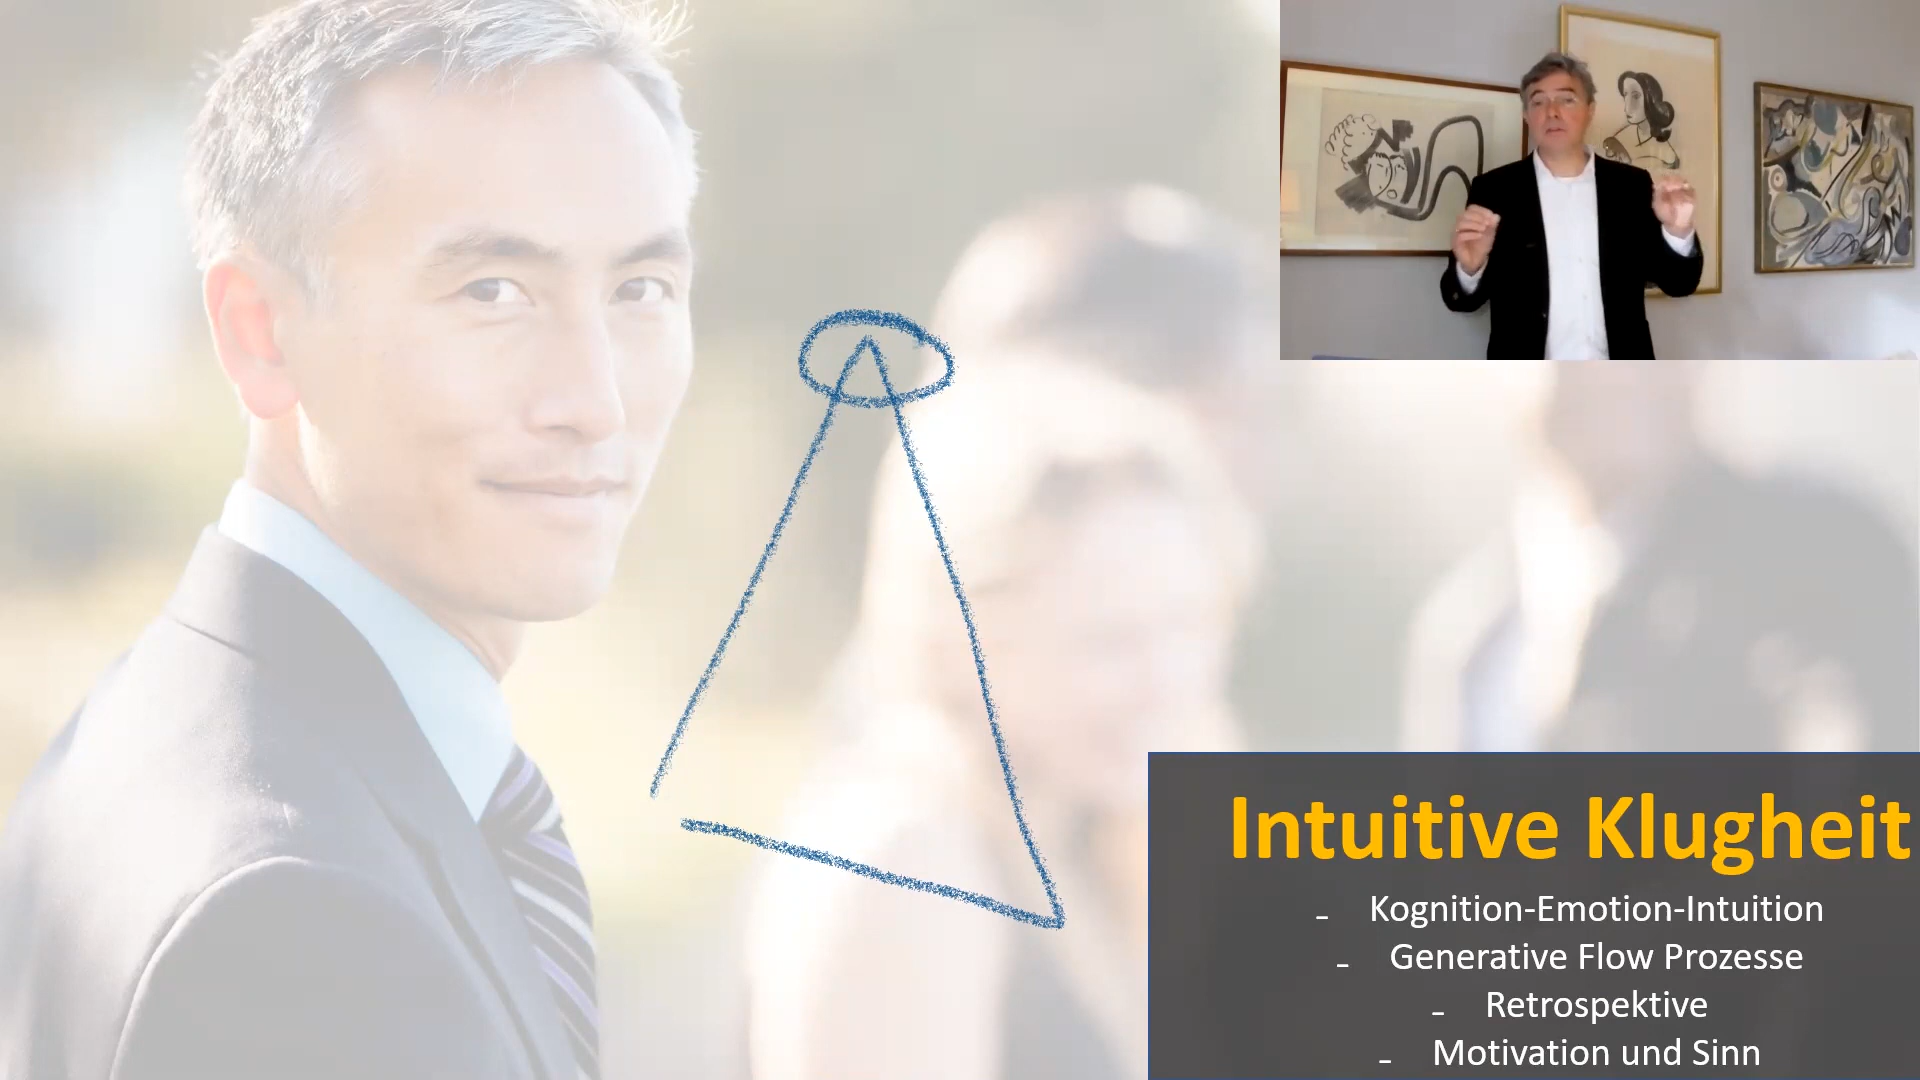 Intuitive Klugheit
- Kognition-Emotion-Intuition
- Generative Flow Prozesse
- Retrospektive
- Motivation und Sinn